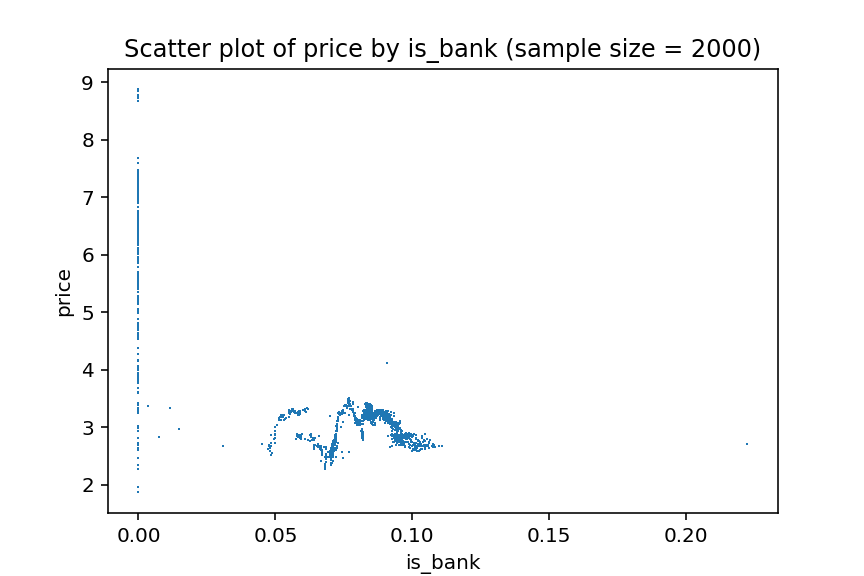 Scatter plot of price by is_bank (sample size = 2000)
9
8
7
6
5
4
3
2
price
0.00 0.05 0.10 0.15 0.20
is_bank